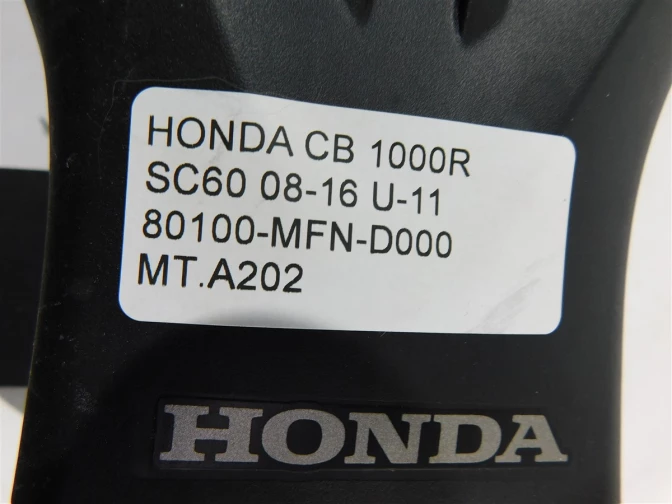 HONDA CB 1000R
SC60 08-16 U-11
80100-MFN-D000
MT.A202
HONDA